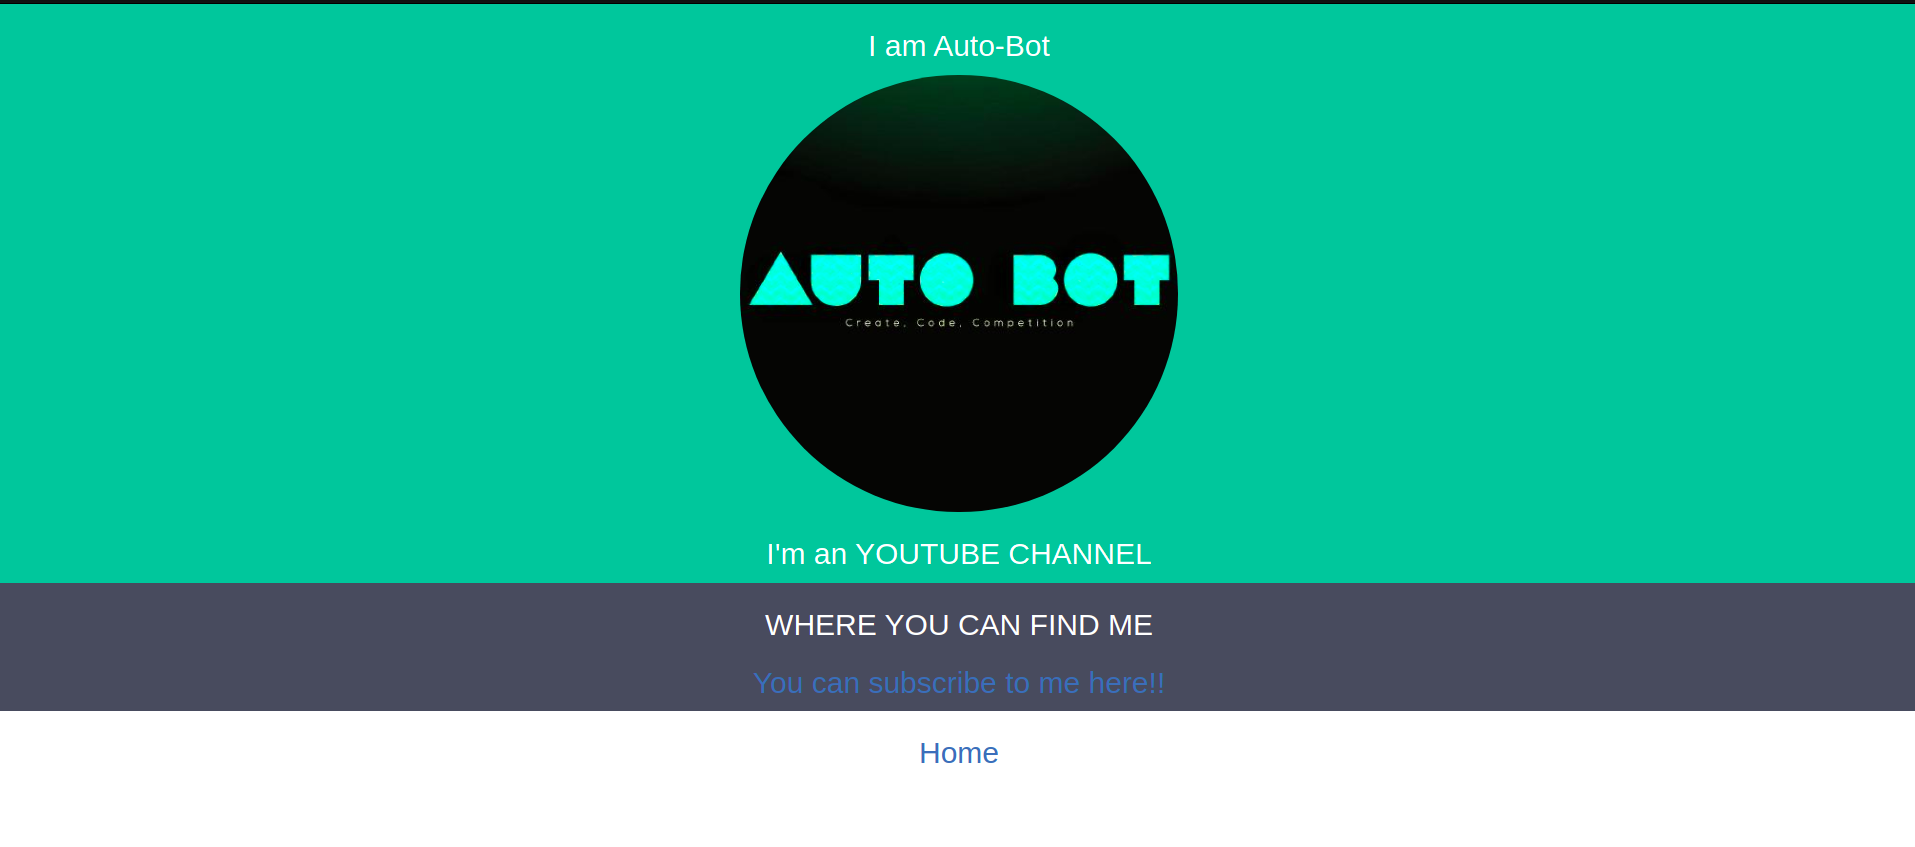 I am Auto-Bot
AUTO BOT
Create. Code, Competition
I'm an YOUTUBE CHANNEL
WHERE YOU CAN FIND ME
You can subscribe to me here!!
Home